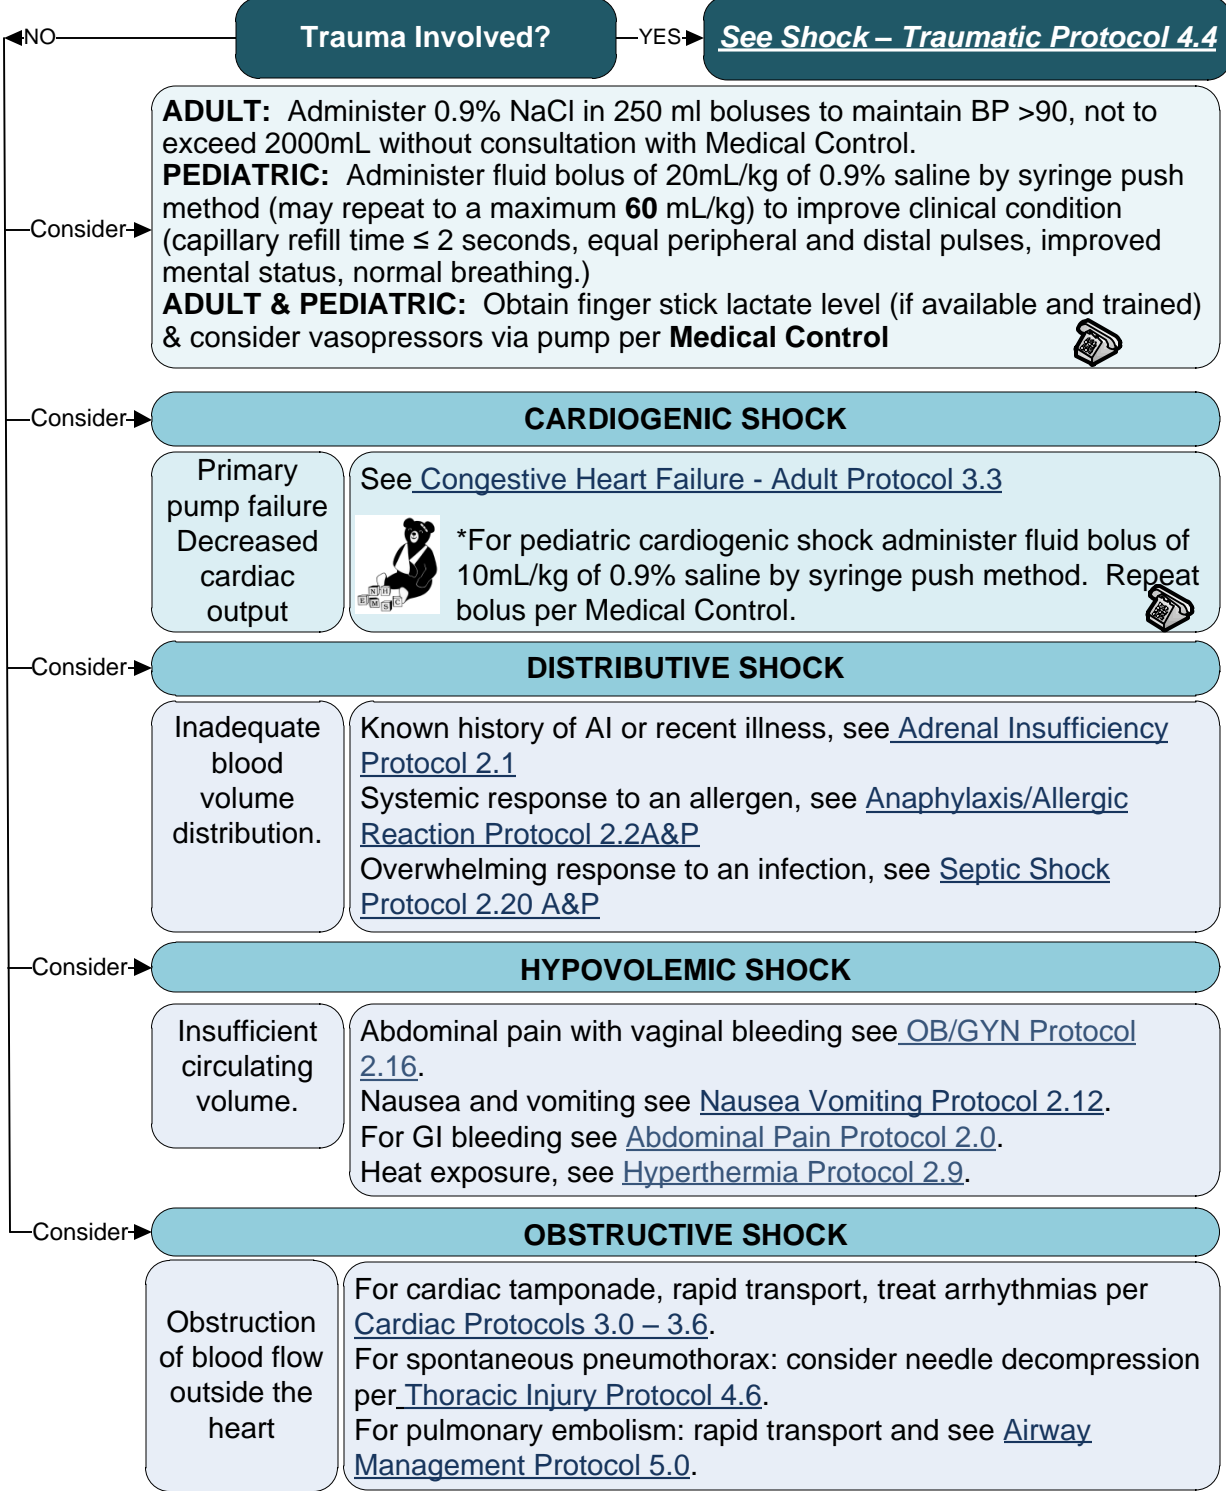 NO
Trauma Involved?
YES
See Shock – Traumatic Protocol 4.4
Consider
ADULT: Administer 0.9% NaCl in 250 ml boluses to maintain BP >90, not to
exceed 2000mL without consultation with Medical Control.
PEDIATRIC: Administer fluid bolus of 20mL/kg of 0.9% saline by syringe push
method (may repeat to a maximum 60 mL/kg) to improve clinical condition
(capillary refill time ≤ 2 seconds, equal peripheral and distal pulses, improved
mental status, normal breathing.)
ADULT & PEDIATRIC: Obtain finger stick lactate level (if available and trained)
& consider vasopressors via pump per Medical Control
Consider
CARDIOGENIC SHOCK
Primary
pump failure
Decreased
cardiac
output
See Congestive Heart Failure - Adult Protocol 3.3
N H
E M S C
*For pediatric cardiogenic shock administer fluid bolus of
10mL/kg of 0.9% saline by syringe push method. Repeat
bolus per Medical Control.
Consider
DISTRIBUTIVE SHOCK
Inadequate
blood
volume
distribution.
Known history of AI or recent illness, see Adrenal Insufficiency
Protocol 2.1
Systemic response to an allergen, see Anaphylaxis/Allergic
Reaction Protocol 2.2A&P
Overwhelming response to an infection, see Septic Shock
Protocol 2.20 A&P
Consider
HYPOVOLEMIC SHOCK
Insufficient
circulating
volume.
Abdominal pain with vaginal bleeding see OB/GYN Protocol
2.16.
Nausea and vomiting see Nausea Vomiting Protocol 2.12.
For GI bleeding see Abdominal Pain Protocol 2.0.
Heat exposure, see Hyperthermia Protocol 2.9.
Consider
OBSTRUCTIVE SHOCK
Obstruction
of blood flow
outside the
heart
For cardiac tamponade, rapid transport, treat arrhythmias per
Cardiac Protocols 3.0 – 3.6.
For spontaneous pneumothorax: consider needle decompression
per Thoracic Injury Protocol 4.6.
For pulmonary embolism: rapid transport and see Airway
Management Protocol 5.0.